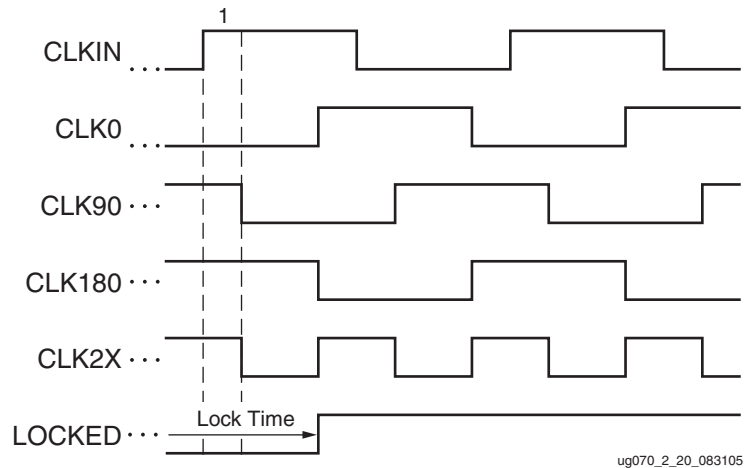 1
CLKIN ...
CLK0 ...
CLK90 ...
CLK180 ...
CLK2X ...
Lock Time
LOCKED ...
ug070_2_20_083105